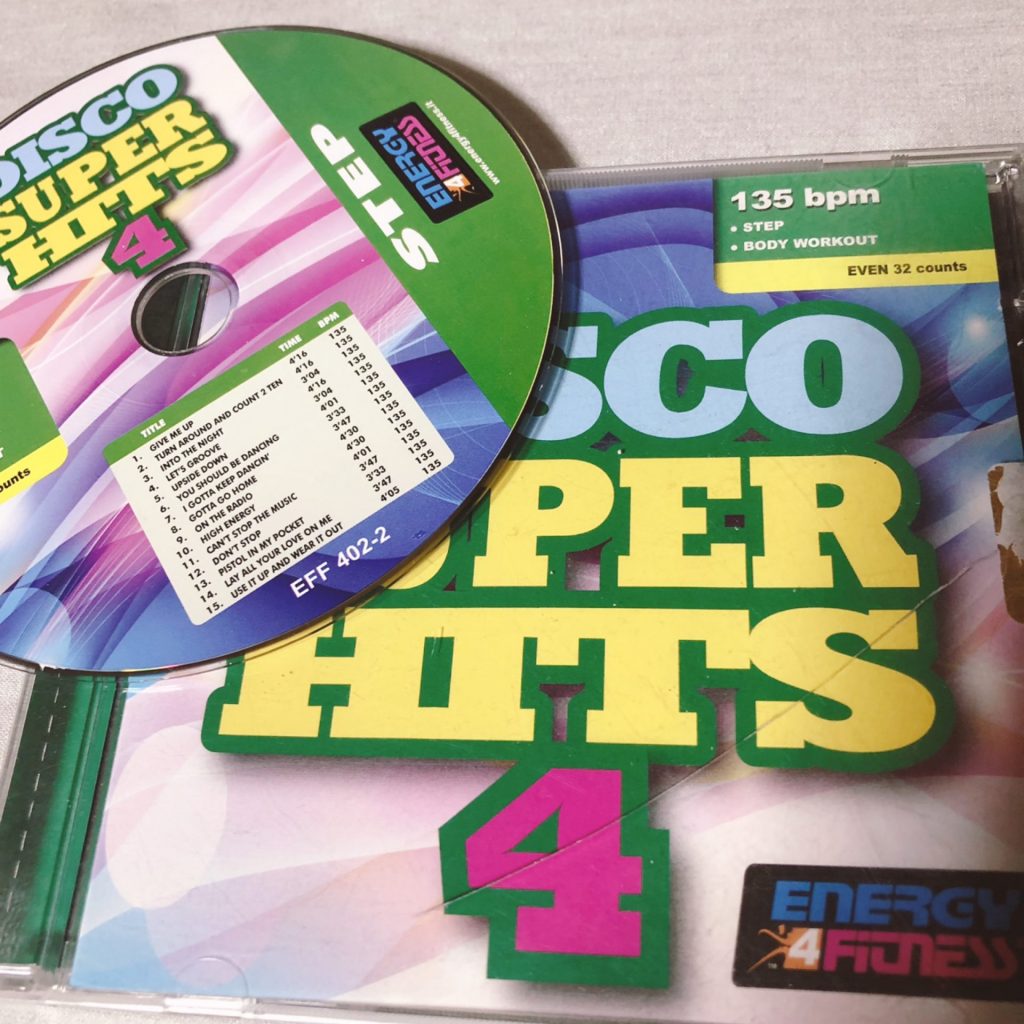 DISCO
SUPER
HITS
4
STEP
ENERGY
4FITNESS
www.energy4fitness.it
TITLE TIME BPM
1. GIVE ME UP 4'16 135
2. TURN AROUND AND COUNT 2 TEN 4'16 135
3. INTO THE NIGHT 3'04 135
4. LET'S GROOVE 4'16 135
5. UPSIDE DOWN 3'04 135
6. YOU SHOULD BE DANCING 4'01 135
7. I GOTTA KEEP DANCIN' 3'33 135
8. GOTTA GO HOME 3'47 135
9. ON THE RADIO 4'30 135
10. HIGH ENERGY 4'30 135
11. CAN'T STOP THE MUSIC 4'01 135
12. DON'T STOP 3'47 135
13. PISTOL IN MY POCKET 3'33 135
14. LAY ALL YOUR LOVE ON ME 3'47 135
15. USE IT UP AND WEAR IT OUT 4'05 135
EFF 402-2
135 bpm
• STEP
• BODY WORKOUT
EVEN 32 counts
SCO
PER
HITS
4
ENERGY
4FITNESS